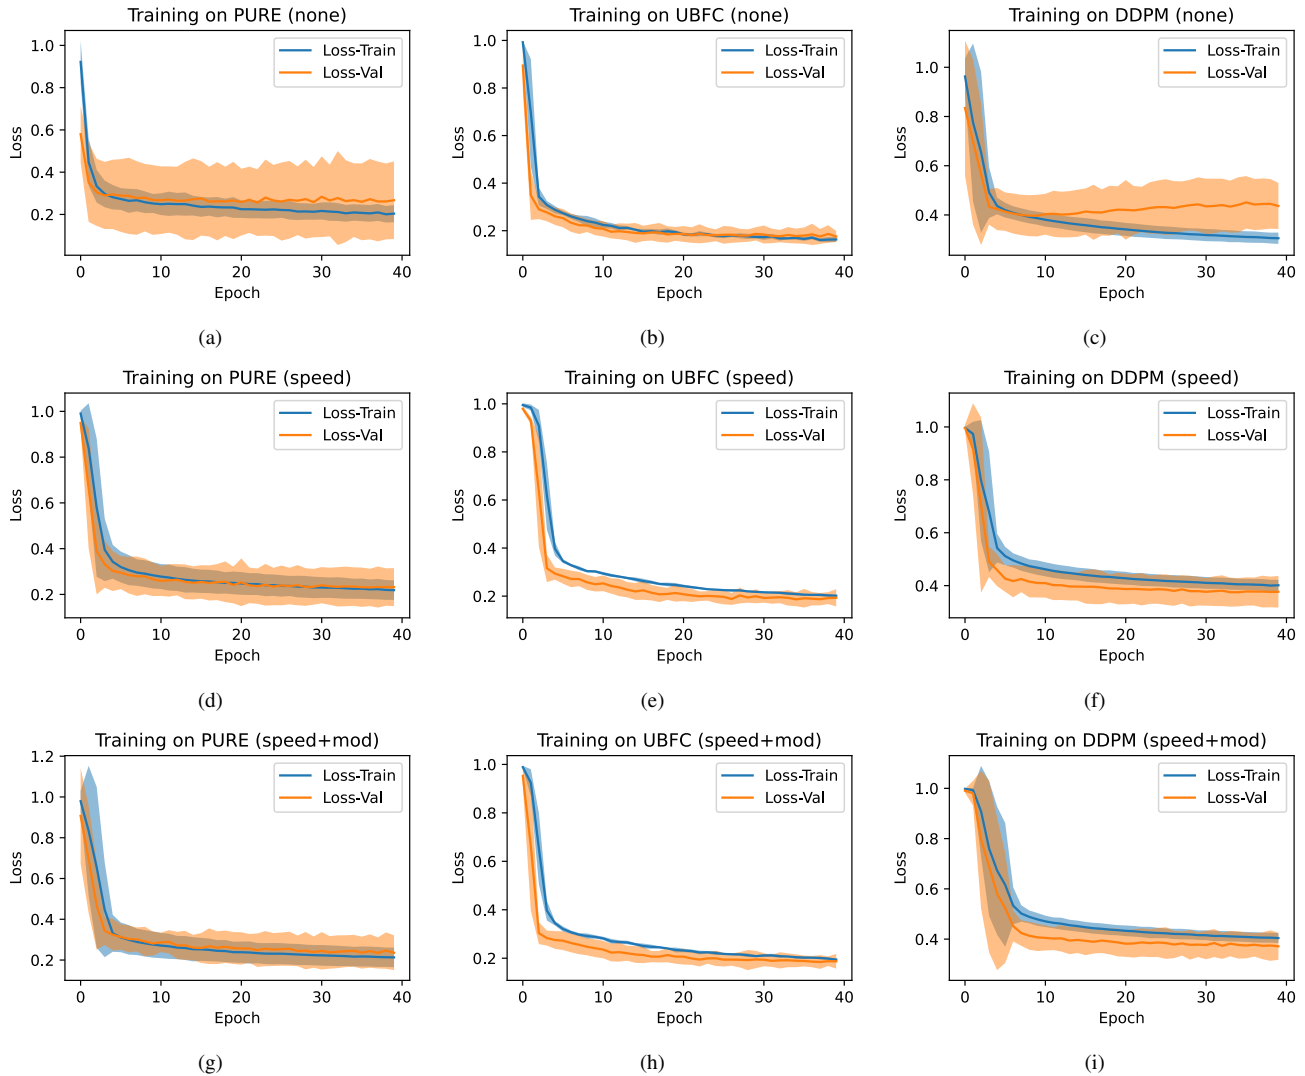 Training on PURE (none)
Loss
1.0
0.8
0.6
0.4
0.2
Loss-Train
Loss-Val
0
10
20
30
40
Epoch
(a)
Training on UBFC (none)
Loss
1.0
0.8
0.6
0.4
0.2
Loss-Train
Loss-Val
0
10
20
30
40
Epoch
(b)
Training on DDPM (none)
Loss
1.0
0.8
0.6
0.4
Loss-Train
Loss-Val
0
10
20
30
40
Epoch
(c)
Training on PURE (speed)
Loss
1.0
0.8
0.6
0.4
0.2
Loss-Train
Loss-Val
0
10
20
30
40
Epoch
(d)
Training on UBFC (speed)
Loss
1.0
0.8
0.6
0.4
0.2
Loss-Train
Loss-Val
0
10
20
30
40
Epoch
(e)
Training on DDPM (speed)
Loss
1.0
0.8
0.6
0.4
Loss-Train
Loss-Val
0
10
20
30
40
Epoch
(f)
Training on PURE (speed+mod)
Loss
1.2
1.0
0.8
0.6
0.4
0.2
Loss-Train
Loss-Val
0
10
20
30
40
Epoch
(g)
Training on UBFC (speed+mod)
Loss
1.0
0.8
0.6
0.4
0.2
Loss-Train
Loss-Val
0
10
20
30
40
Epoch
(h)
Training on DDPM (speed+mod)
Loss
1.0
0.8
0.6
0.4
Loss-Train
Loss-Val
0
10
20
30
40
Epoch
(i)